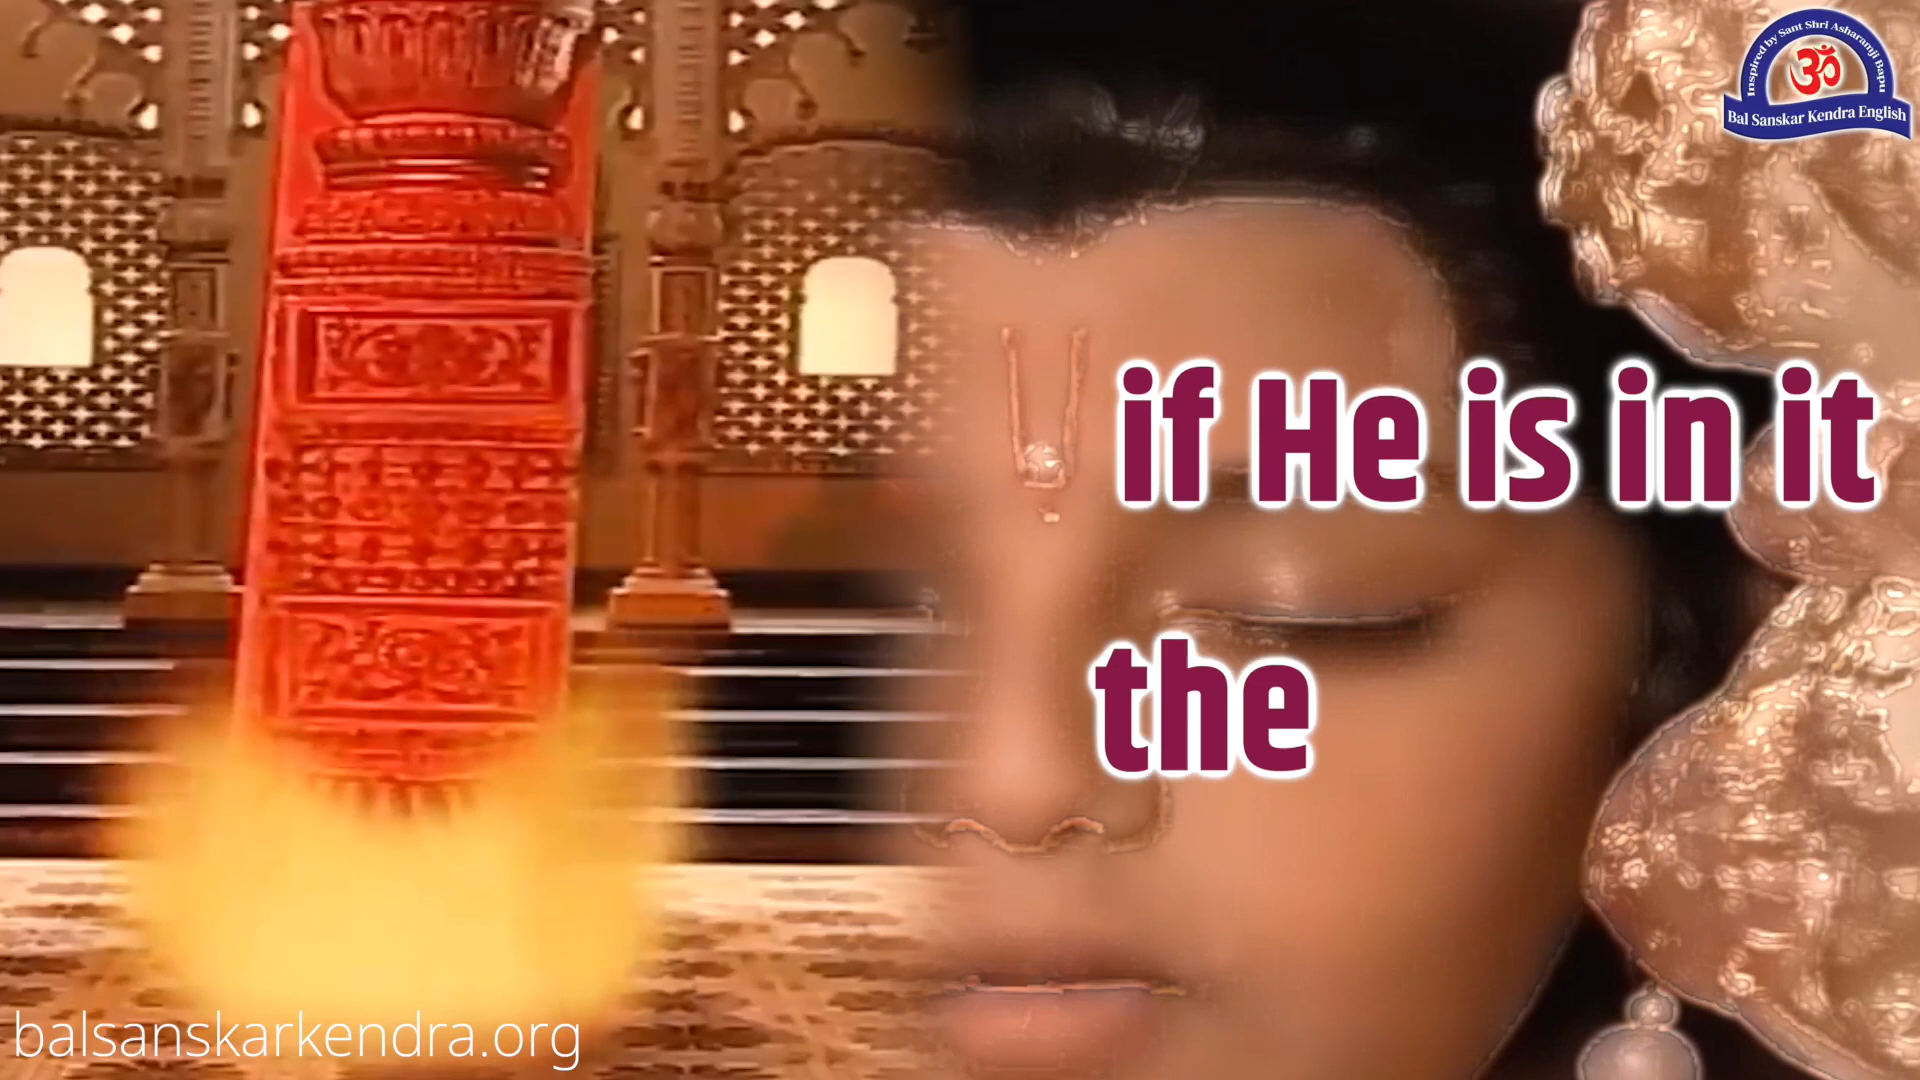 Inspired by Sant Shri Asharamji Bapu
ॐ
Bal Sanskar Kendra English
if He is in it
the
balsanskarkendra.org